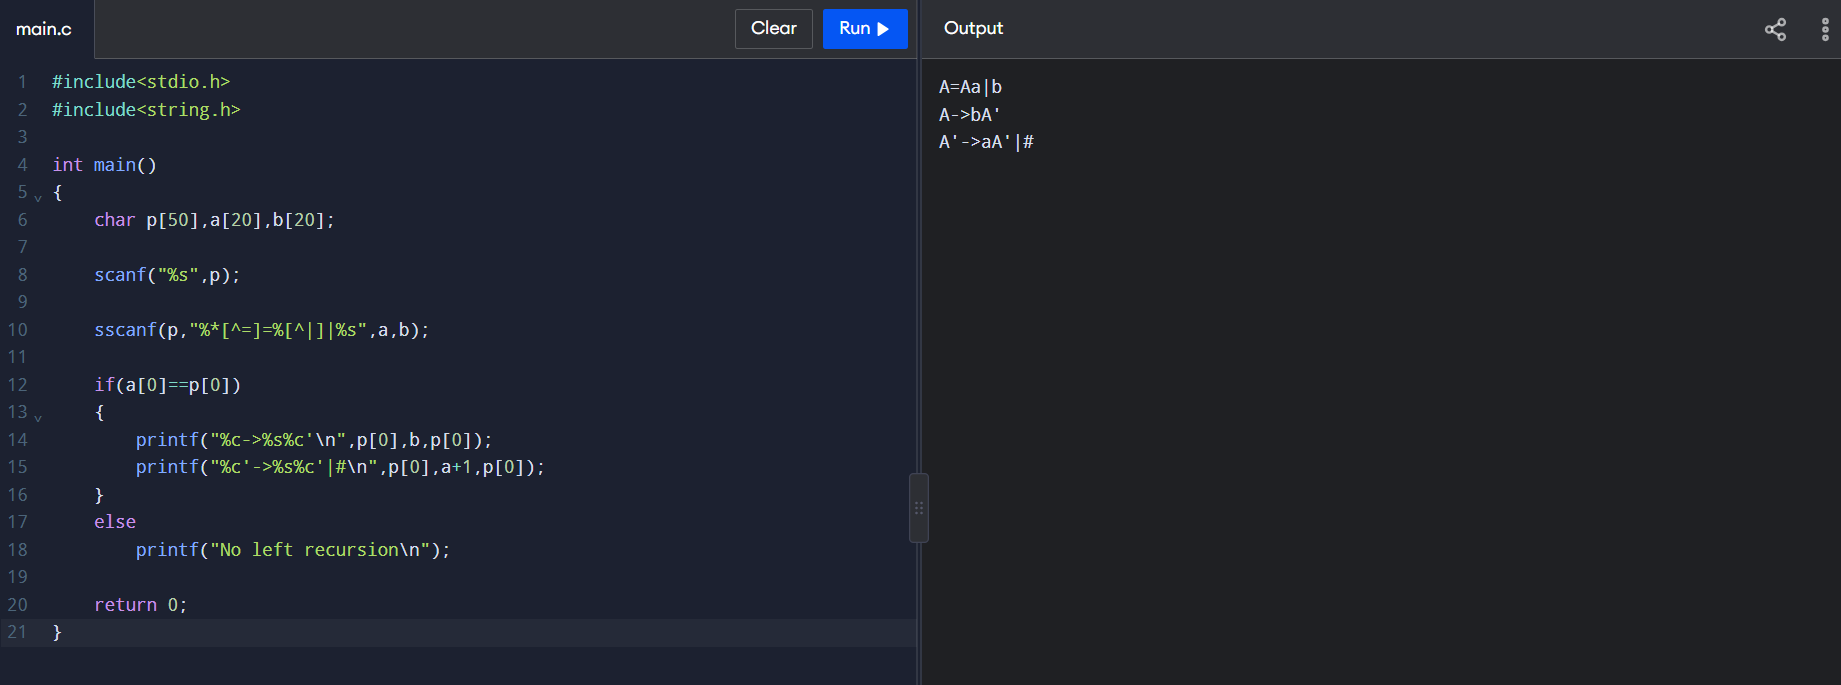 main.c
Clear
Run
1 #include<stdio.h>
2 #include<string.h>
3
4 int main()
5 {
6     char p[50],a[20],b[20];
7
8     scanf("%s",p);
9
10     sscanf(p,"%*[^=]=%[^|]|%s",a,b);
11
12     if(a[0]==p[0])
13     {
14         printf("%c->%s%c'\n",p[0],b,p[0]);
15         printf("%c'->%s%c'|#\n",p[0],a+1,p[0]);
16     }
17     else
18         printf("No left recursion\n");
19
20     return 0;
21 }
Output
A=Aa|b
A->bA'
A'->aA'|#